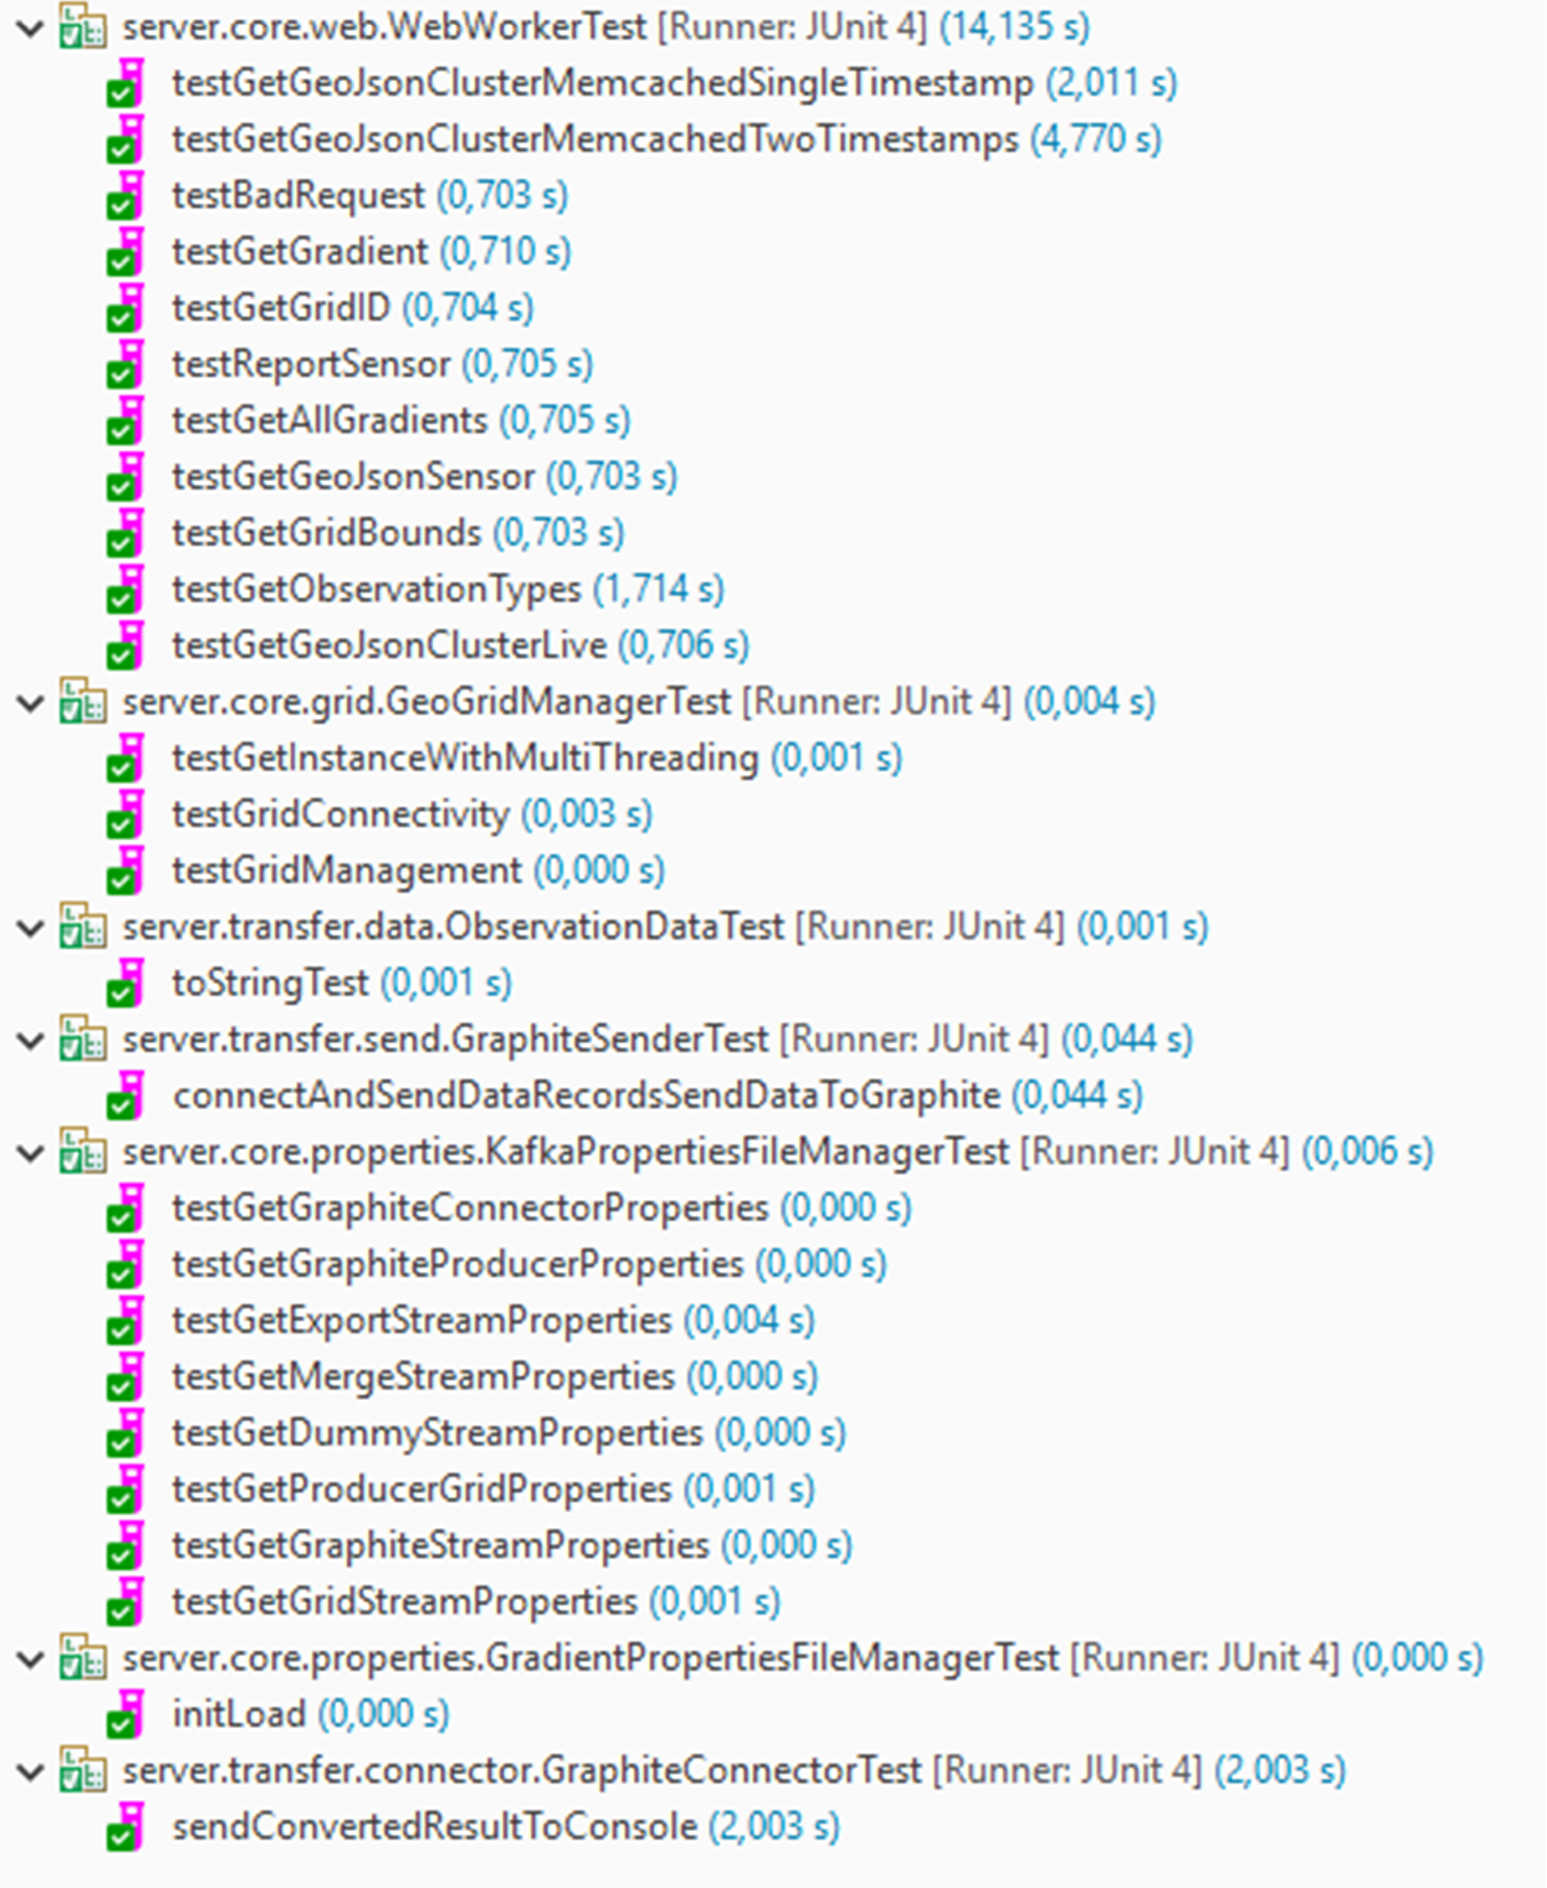 server.core.web.WebWorkerTest [Runner: JUnit 4] (14,135 s)
testGetGeoJsonClusterMemcachedSingleTimestamp (2,011 s)
testGetGeoJsonClusterMemcachedTwoTimestamps (4,770 s)
testBadRequest (0,703 s)
testGetGradient (0,710 s)
testGetGridID (0,704 s)
testReportSensor (0,705 s)
testGetAllGradients (0,705 s)
testGetGeoJsonSensor (0,703 s)
testGetGridBounds (0,703 s)
testGetObservationTypes (1,714 s)
testGetGeoJsonClusterLive (0,706 s)
server.core.grid.GeoGridManagerTest [Runner: JUnit 4] (0,004 s)
testGetInstanceWithMultiThreading (0,001 s)
testGridConnectivity (0,003 s)
testGridManagement (0,000 s)
server.transfer.data.ObservationDataTest [Runner: JUnit 4] (0,001 s)
toStringTest (0,001 s)
server.transfer.send.GraphiteSenderTest [Runner: JUnit 4] (0,044 s)
connectAndSendDataRecordsSendDataToGraphite (0,044 s)
server.core.properties.KafkaPropertiesFileManagerTest [Runner: JUnit 4] (0,006 s)
testGetGraphiteConnectorProperties (0,000 s)
testGetGraphiteProducerProperties (0,000 s)
testGetExportStreamProperties (0,004 s)
testGetMergeStreamProperties (0,000 s)
testGetDummyStreamProperties (0,000 s)
testGetProducerGridProperties (0,001 s)
testGetGraphiteStreamProperties (0,000 s)
testGetGridStreamProperties (0,001 s)
server.core.properties.GradientPropertiesFileManagerTest [Runner: JUnit 4] (0,000 s)
initLoad (0,000 s)
server.transfer.connector.GraphiteConnectorTest [Runner: JUnit 4] (2,003 s)
sendConvertedResultToConsole (2,003 s)